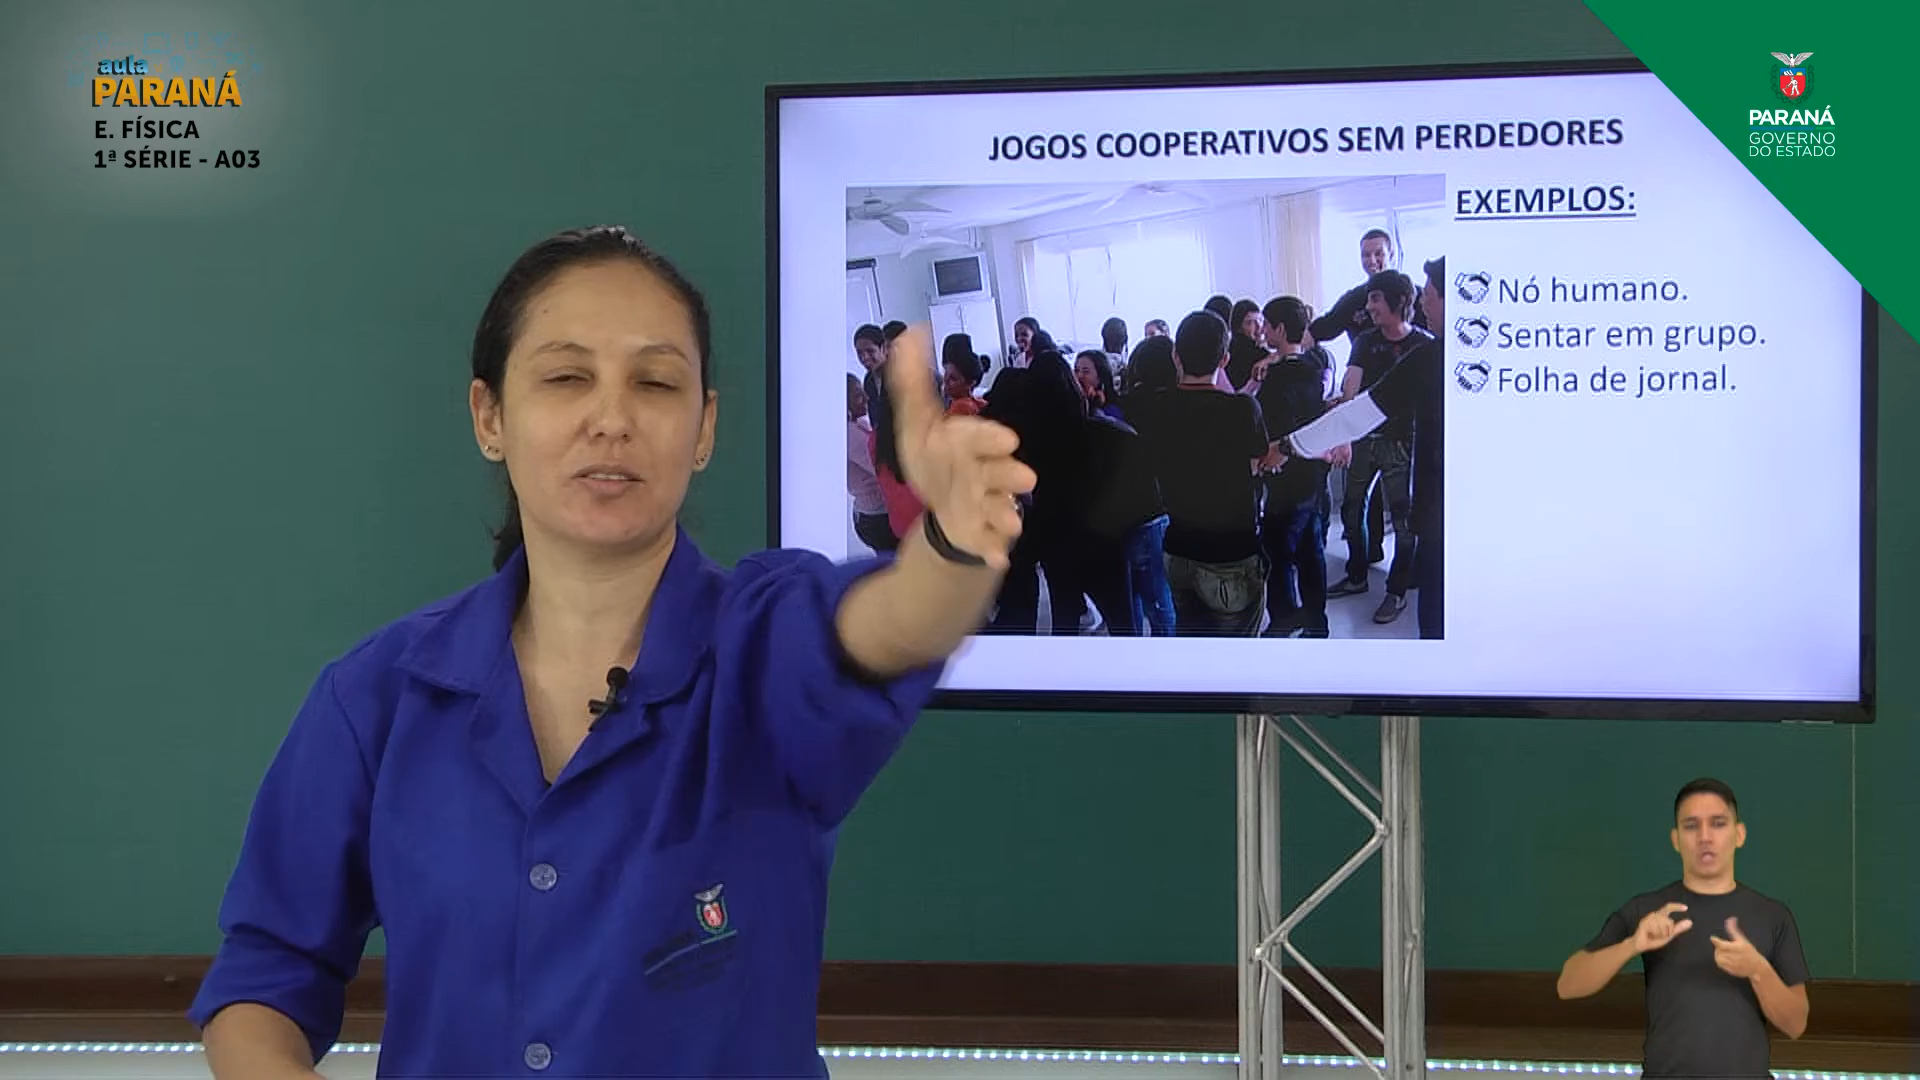 aula
PARANÁ
E. FÍSICA
1ª SÉRIE - A03
JOGOS COOPERATIVOS SEM PERDEDORES
EXEMPLOS:
Nó humano.
Sentar em grupo.
Folha de jornal.
PARANÁ
GOVERNO
DO ESTADO